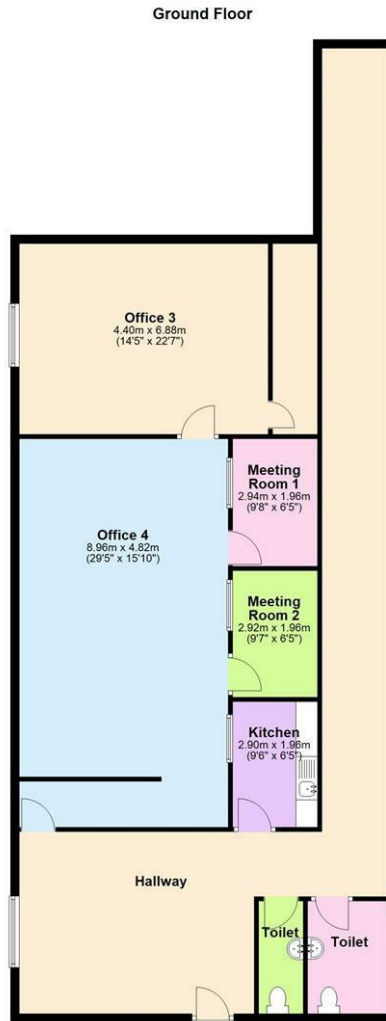 Ground Floor
Office 3
4.40m x 6.88m
(14'5" x 22'7")
Meeting
Room 1
2.94m x 1.96m
(9'8" x 6'5")
Office 4
8.96m x 4.82m
(29'5" x 15'10")
Meeting
Room 2
2.92m x 1.96m
(9'7" x 6'5")
Kitchen
2.90m x 1.96m
(9'6" x 6'5")
Hallway
Toilet
Toilet